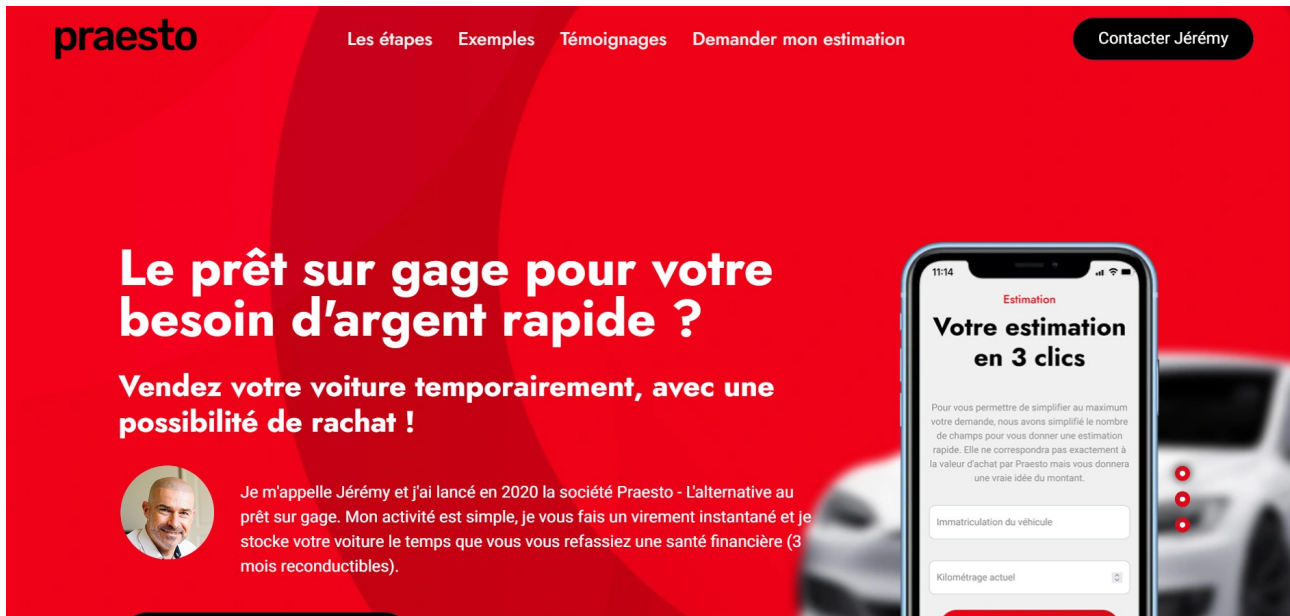 praesto
Les étapes
Exemples
Témoignages
Demander mon estimation
Contacter Jérémy
Le prêt sur gage pour votre
besoin d'argent rapide ?
Vendez votre voiture temporairement, avec une
possibilité de rachat !
Je m'appelle Jérémy et j'ai lancé en 2020 la société Praesto - L'alternative au
prêt sur gage. Mon activité est simple, je vous fais un virement instantané et je
stocke votre voiture le temps que vous vous refassiez une santé financière (3
mois reconductibles).
11:14
Estimation
Votre estimation
en 3 clics
Pour vous permettre de simplifier au maximum
votre demande, nous avons simplifié le nombre
de champs pour vous donner une estimation
rapide. Elle ne correspondra pas exactement à
la valeur d'achat par Praesto mais vous donnera
une vraie idée du montant.
Immatriculation du véhicule
Kilométrage actuel